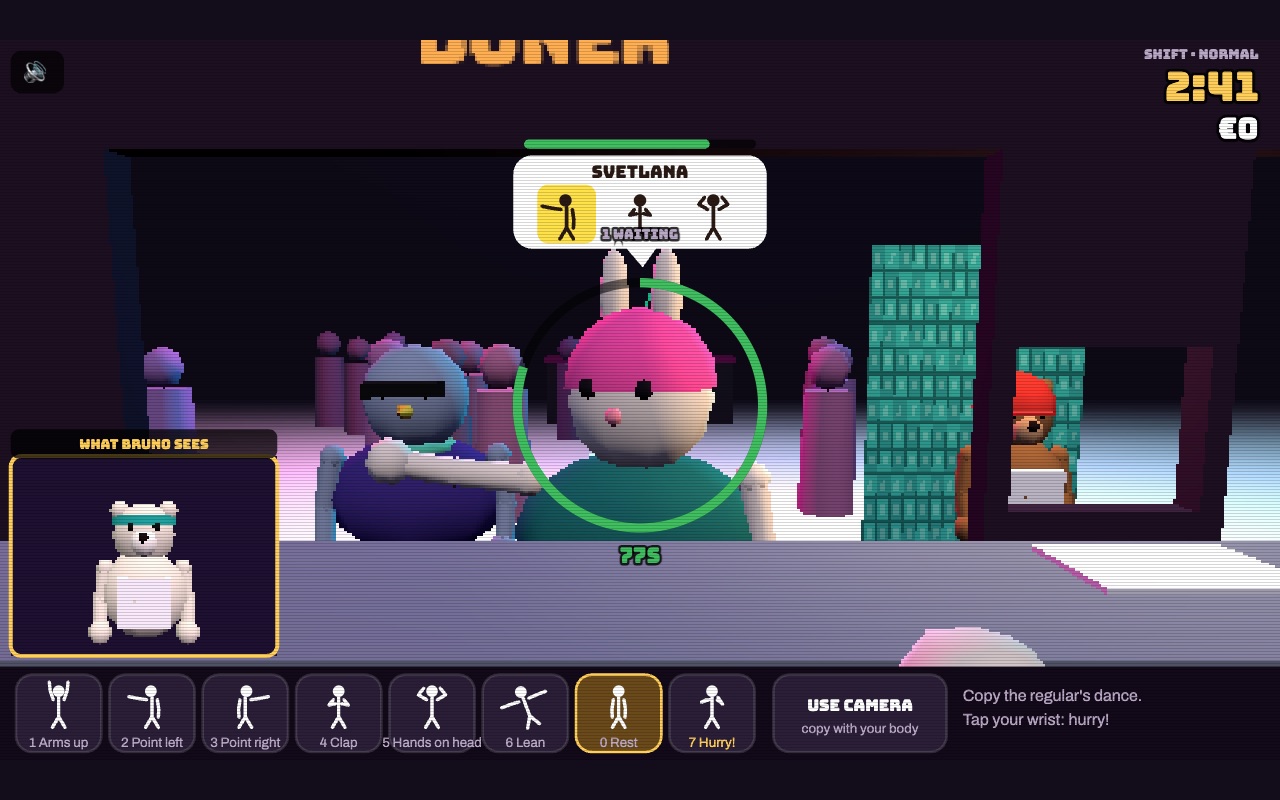 DONER
SHIFT • NORMAL
2:41
€0
SVETLANA
1 WAITING
77S
WHAT BRUNO SEES
1 Arms up
2 Point left
3 Point right
4 Clap
5 Hands on head
6 Lean
0 Rest
7 Hurry!
USE CAMERA
copy with your body
Copy the regular's dance.
Tap your wrist: hurry!